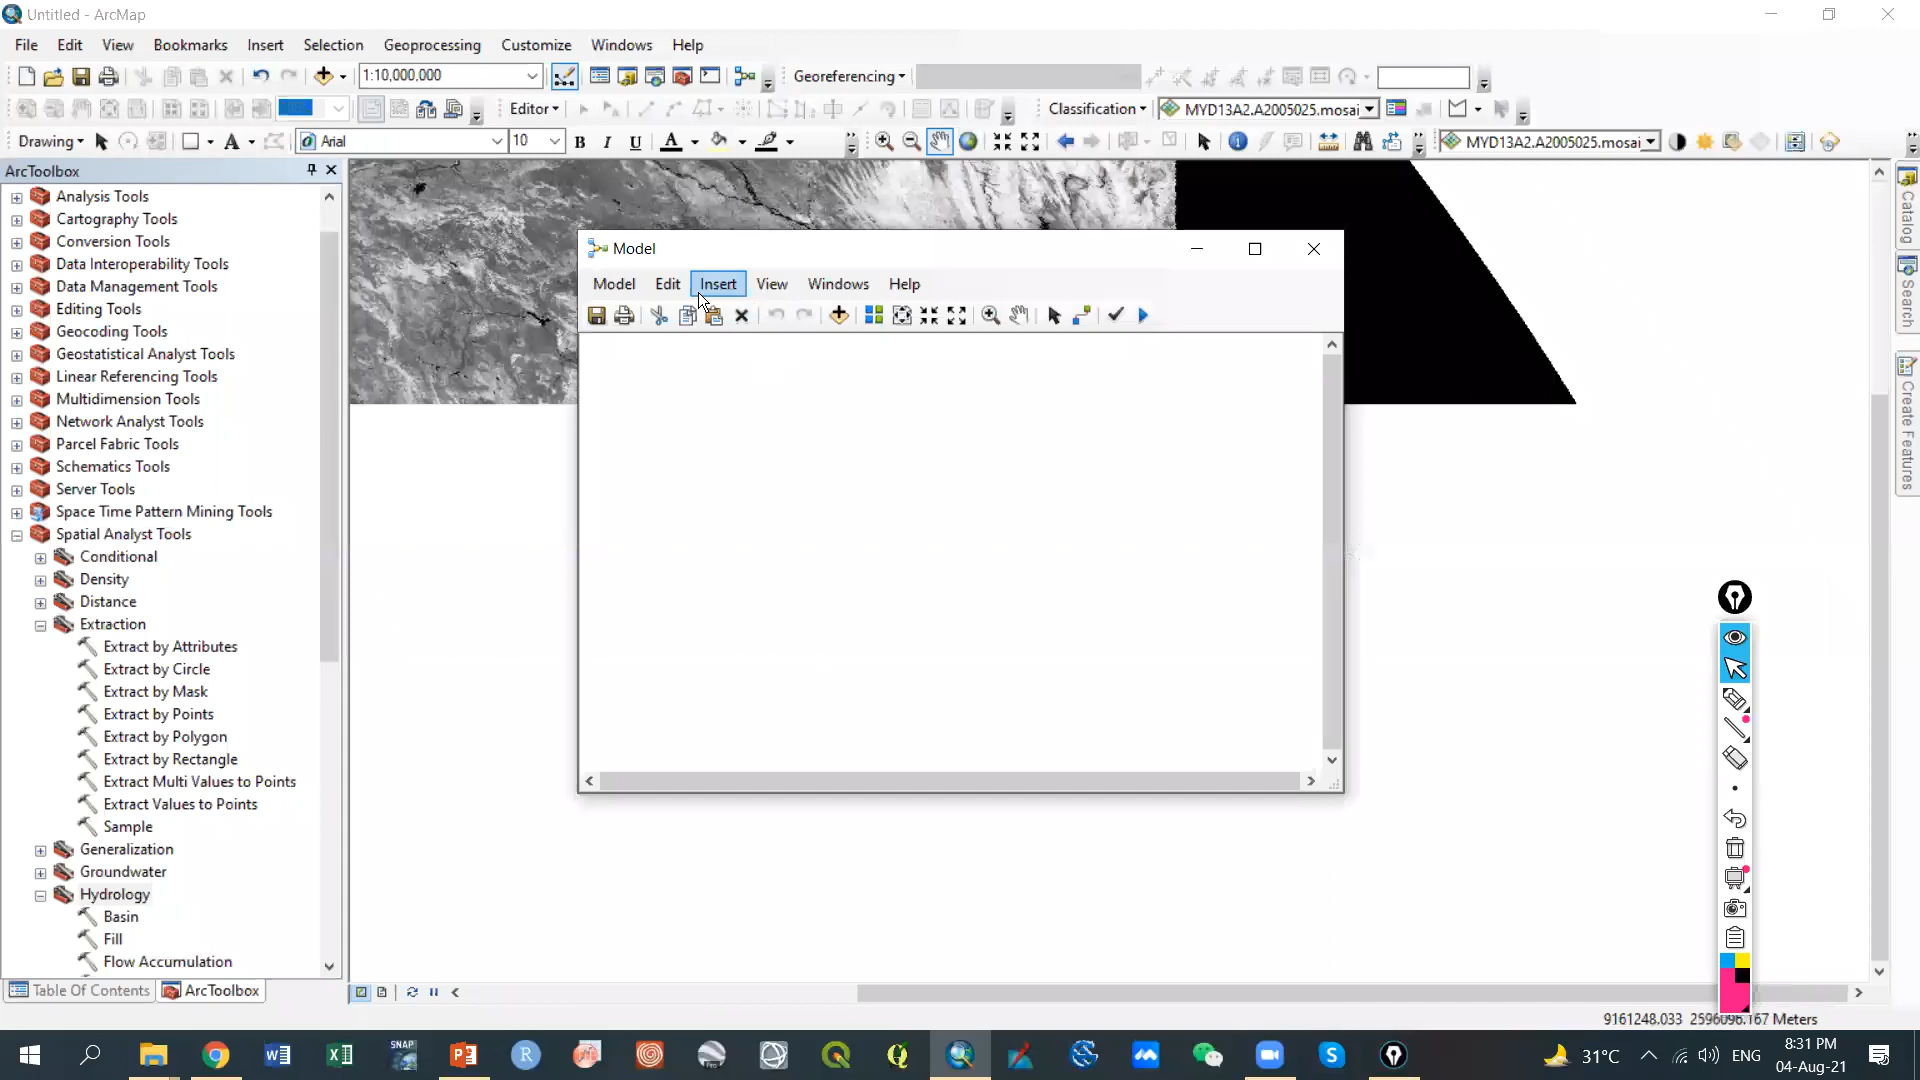 Untitled - ArcMap
File Edit View Bookmarks Insert Selection Geoprocessing Customize Windows Help
1:10,000,000
Georeferencing
Editor
Classification
MYD13A2.A2005025.mosai
Drawing
Arial
10
B I U A
MYD13A2.A2005025.mosai
ArcToolbox
Analysis Tools
Cartography Tools
Conversion Tools
Data Interoperability Tools
Data Management Tools
Editing Tools
Geocoding Tools
Geostatistical Analyst Tools
Linear Referencing Tools
Multidimension Tools
Network Analyst Tools
Parcel Fabric Tools
Schematics Tools
Server Tools
Space Time Pattern Mining Tools
Spatial Analyst Tools
Conditional
Density
Distance
Extraction
Extract by Attributes
Extract by Circle
Extract by Mask
Extract by Points
Extract by Polygon
Extract by Rectangle
Extract Multi Values to Points
Extract Values to Points
Sample
Generalization
Groundwater
Hydrology
Basin
Fill
Flow Accumulation
Table Of Contents ArcToolbox
Model
Model Edit Insert View Windows Help
Catalog
Search
Create Features
9161248.033 2596096.167 Meters
SNAP
31°C
ENG
8:31 PM
04-Aug-21